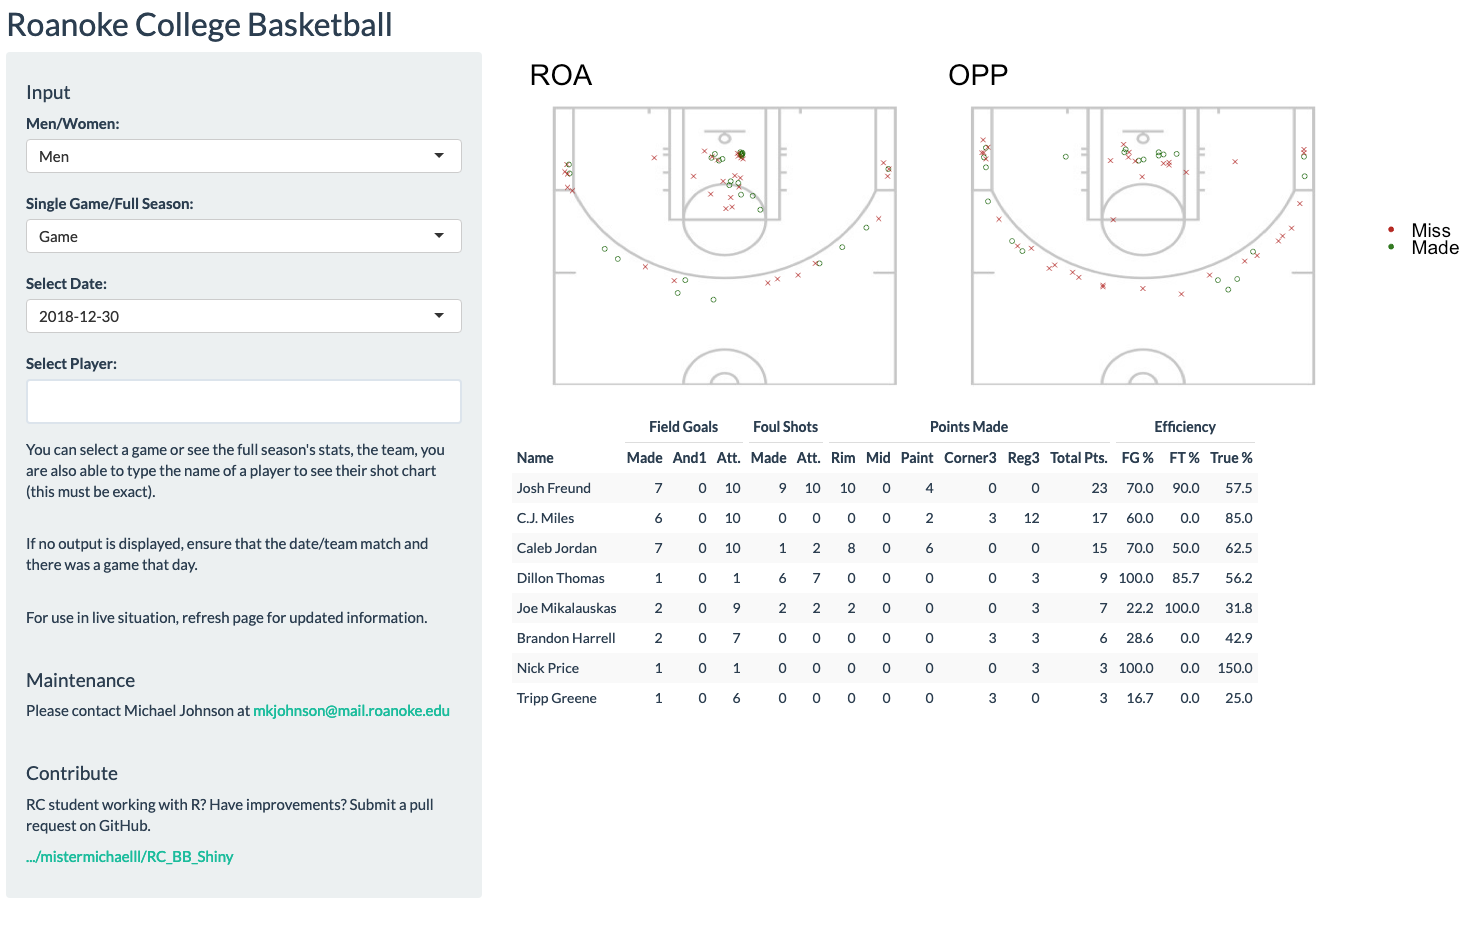 Roanoke College Basketball
Input
Men/Women:
Men
Single Game/Full Season:
Game
Select Date:
2018-12-30
Select Player:
You can select a game or see the full season's stats, the team, you
are also able to type the name of a player to see their shot chart
(this must be exact).
If no output is displayed, ensure that the date/team match and
there was a game that day.
For use in live situation, refresh page for updated information.
Maintenance
Please contact Michael Johnson at mkjohnson@mail.roanoke.edu
Contribute
RC student working with R? Have improvements? Submit a pull
request on GitHub.
.../mistermichaelll/RC_BB_Shiny
ROA
OPP
Miss
Made
Field Goals Foul Shots Points Made Efficiency
Name Made And1 Att. Made Att. Rim Mid Paint Corner3 Reg3 Total Pts. FG % FT % True %
Josh Freund 7 0 10 9 10 10 0 4 0 0 23 70.0 90.0 57.5
C.J. Miles 6 0 10 0 0 0 0 2 3 12 17 60.0 0.0 85.0
Caleb Jordan 7 0 10 1 2 8 0 6 0 0 15 70.0 50.0 62.5
Dillon Thomas 1 0 1 6 7 0 0 0 0 3 9 100.0 85.7 56.2
Joe Mikalauskas 2 0 9 2 2 2 0 0 0 3 7 22.2 100.0 31.8
Brandon Harrell 2 0 7 0 0 0 0 0 3 3 6 28.6 0.0 42.9
Nick Price 1 0 1 0 0 0 0 0 0 3 3 100.0 0.0 150.0
Tripp Greene 1 0 6 0 0 0 0 0 3 0 3 16.7 0.0 25.0